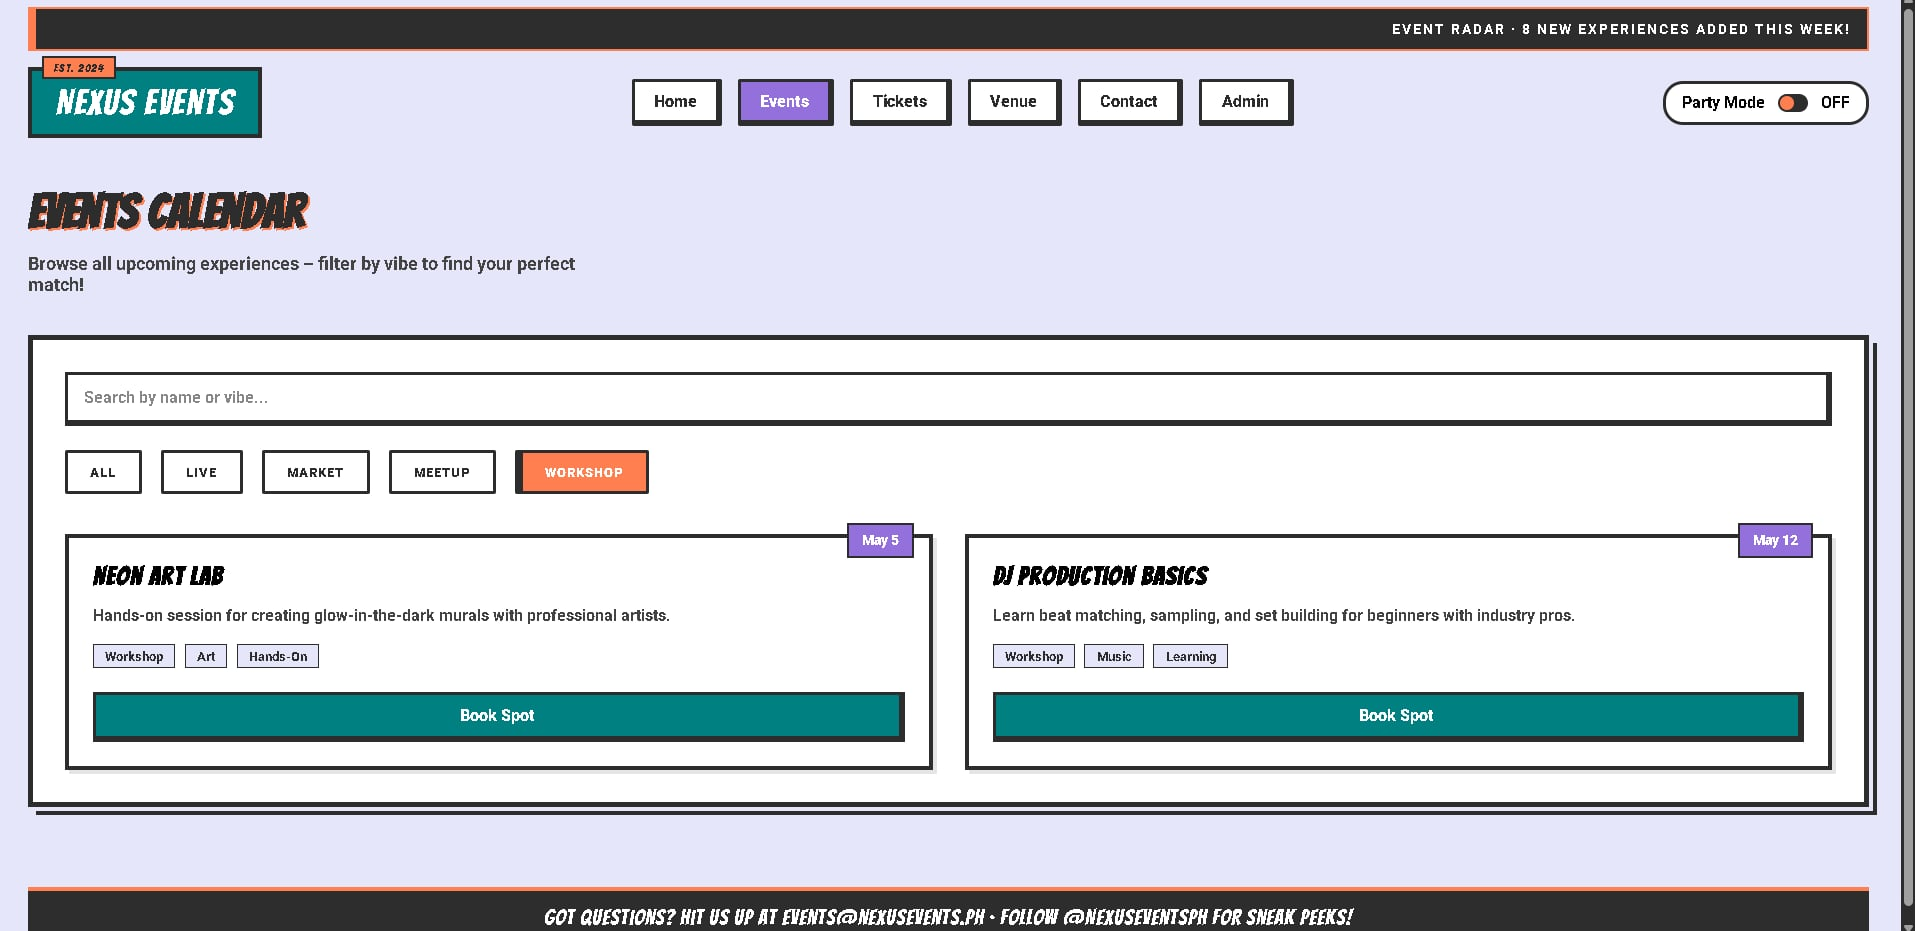 EVENT RADAR · 8 NEW EXPERIENCES ADDED THIS WEEK!
EST. 2024
NEXUS EVENTS
Home
Events
Tickets
Venue
Contact
Admin
Party Mode
OFF
EVENTS CALENDAR
Browse all upcoming experiences – filter by vibe to find your perfect
match!
Search by name or vibe...
ALL
LIVE
MARKET
MEETUP
WORKSHOP
May 5
NEON ART LAB
Hands-on session for creating glow-in-the-dark murals with professional artists.
Workshop
Art
Hands-On
Book Spot
May 12
DJ PRODUCTION BASICS
Learn beat matching, sampling, and set building for beginners with industry pros.
Workshop
Music
Learning
Book Spot
GOT QUESTIONS? HIT US UP AT EVENTS@NEXUSEVENTS.PH · FOLLOW @NEXUSEVENTSPH FOR SNEAK PEEKS!